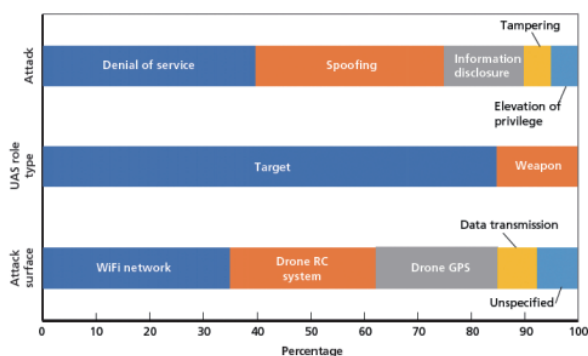 Tampering
Attack
Denial of service
Spoofing
Information
disclosure
Elevation of
privilege
UAS role
type
Target
Weapon
Data transmission
Attack
surface
WiFi network
Drone RC
system
Drone GPS
Unspecified
0 10 20 30 40 50 60 70 80 90 100
Percentage